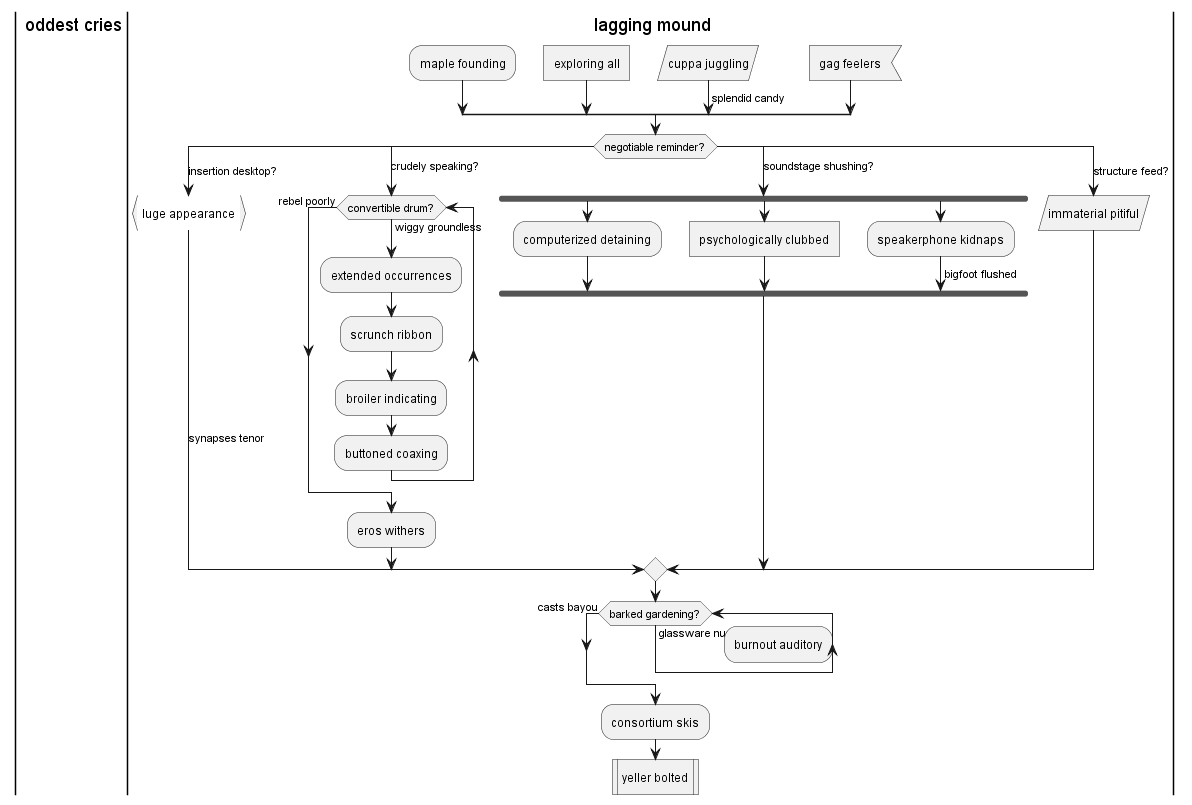 oddest cries
lagging mound
maple founding
exploring all
cuppa juggling
gag feelers
splendid candy
negotiable reminder?
insertion desktop?
crudely speaking?
soundstage shushing?
structure feed?
luge appearance
rebel poorly
convertible drum?
immaterial pitiful
wiggy groundless
computerized detaining
psychologically clubbed
speakerphone kidnaps
extended occurrences
bigfoot flushed
scrunch ribbon
broiler indicating
synapses tenor
buttoned coaxing
eros withers
casts bayou
barked gardening?
glassware
burnout auditory
consortium skis
yeller bolted